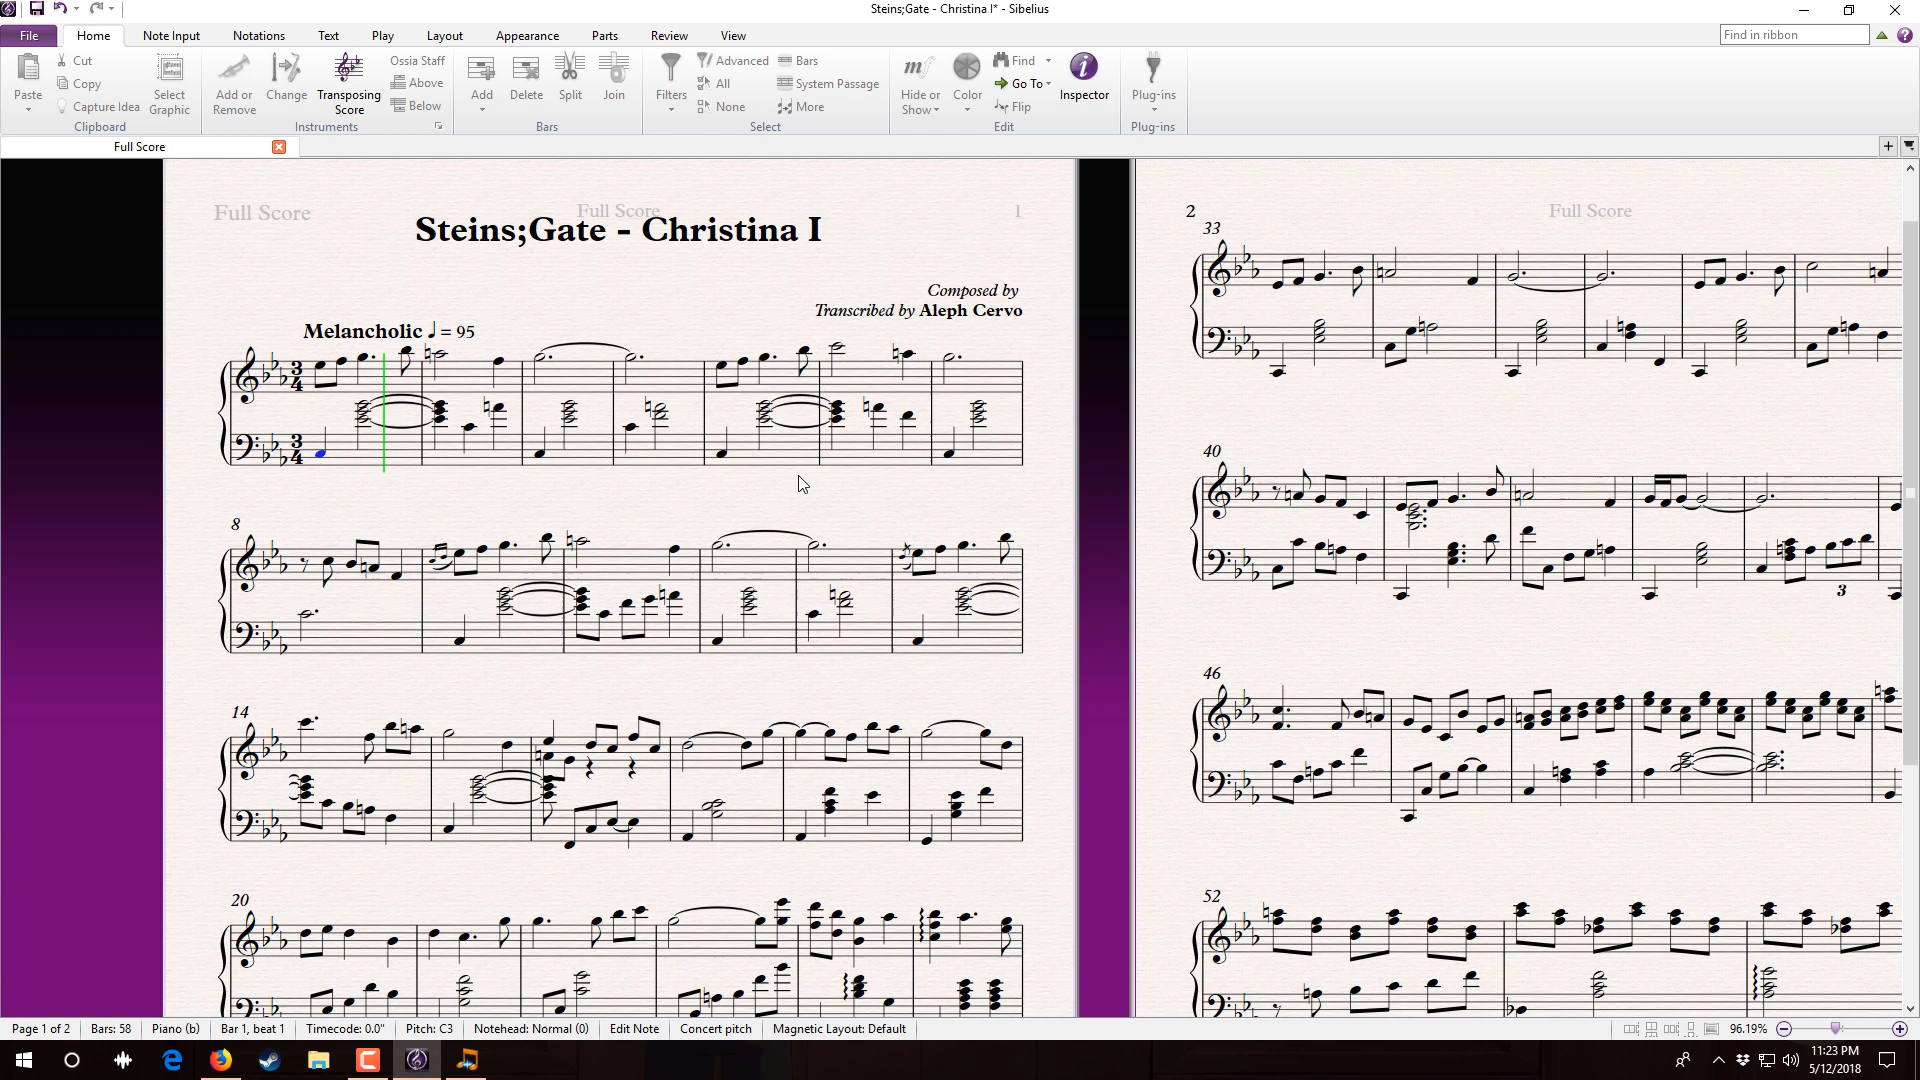 Steins;Gate - Christina I* - Sibelius
File Home Note Input Notations Text Play Layout Appearance Parts Review View Find in ribbon
Paste Cut Copy Capture Idea Select Graphic
Add or Remove Change Transposing Score Ossia Staff Above Below
Add Delete Split Join
Filters Advanced All None Bars System Passage More
Hide or Show Color Find Go To Flip Inspector Plug-ins
Clipboard Instruments Bars Select Edit Plug-ins
Full Score
Full Score Full Score 1
Steins;Gate - Christina I
Composed by
Transcribed by Aleph Cervo
Melancholic ♩ = 95
3 4
3 4
8
14
20
2 Full Score
33
40
3
46
52
Page 1 of 2 Bars: 58 Piano (b) Bar 1, beat 1 Timecode: 0.0" Pitch: C3 Notehead: Normal (0) Edit Note Concert pitch Magnetic Layout: Default 96.19%
11:23 PM
5/12/2018